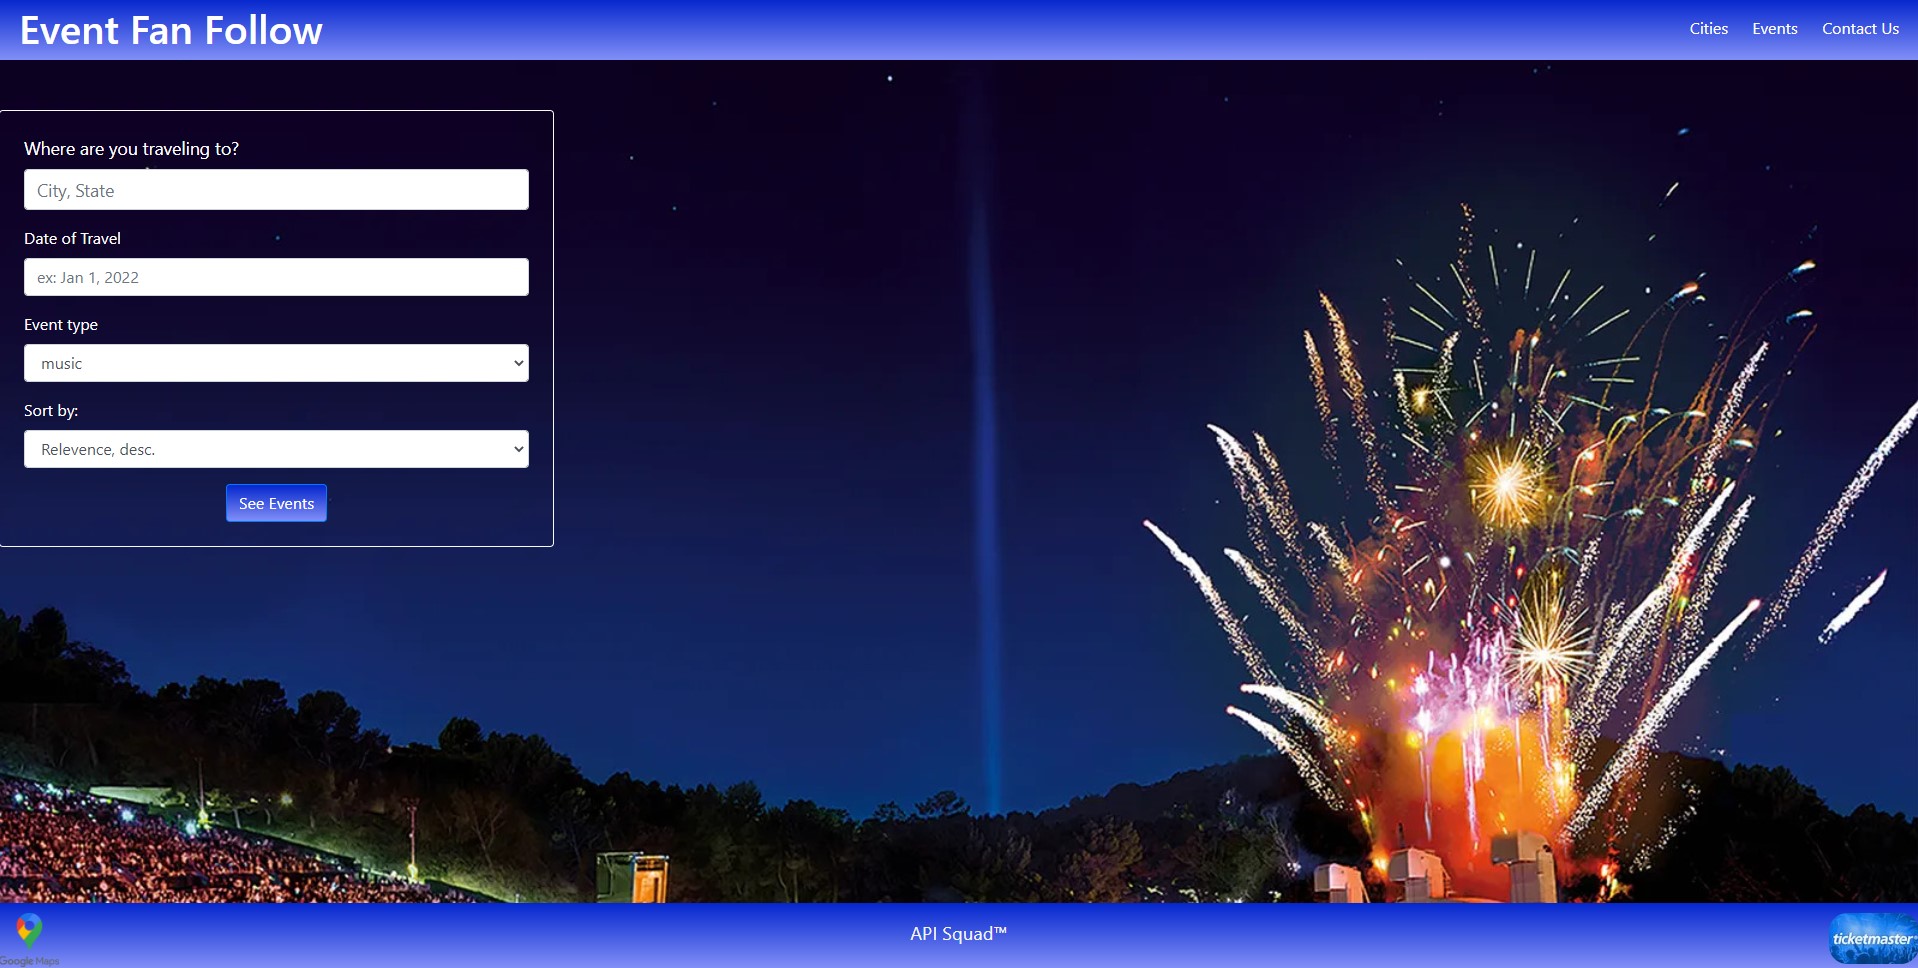 Event Fan Follow
Cities Events Contact Us
Where are you traveling to?
City, State
Date of Travel
ex: Jan 1, 2022
Event type
music
Sort by:
Relevence, desc.
See Events
Google Maps
API Squad™
ticketmaster®